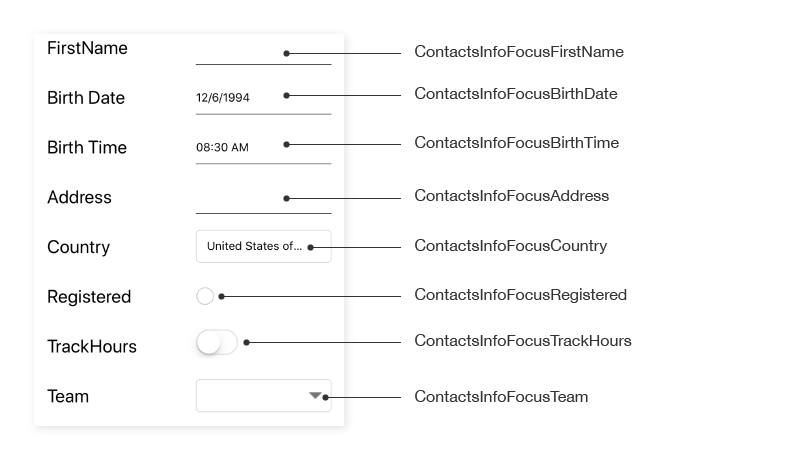 FirstName ContactsInfoFocusFirstName
Birth Date 12/6/1994 ContactsInfoFocusBirthDate
Birth Time 08:30 AM ContactsInfoFocusBirthTime
Address ContactsInfoFocusAddress
Country United States of... ContactsInfoFocusCountry
Registered ContactsInfoFocusRegistered
TrackHours ContactsInfoFocusTrackHours
Team ContactsInfoFocusTeam